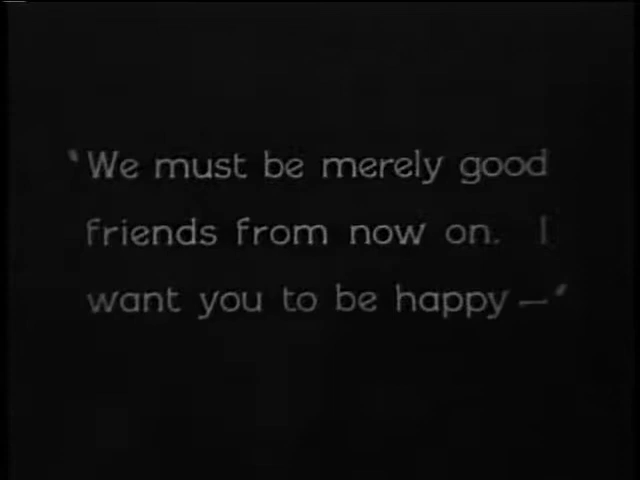 'We must be merely good
friends from now on. I
want you to be happy —'